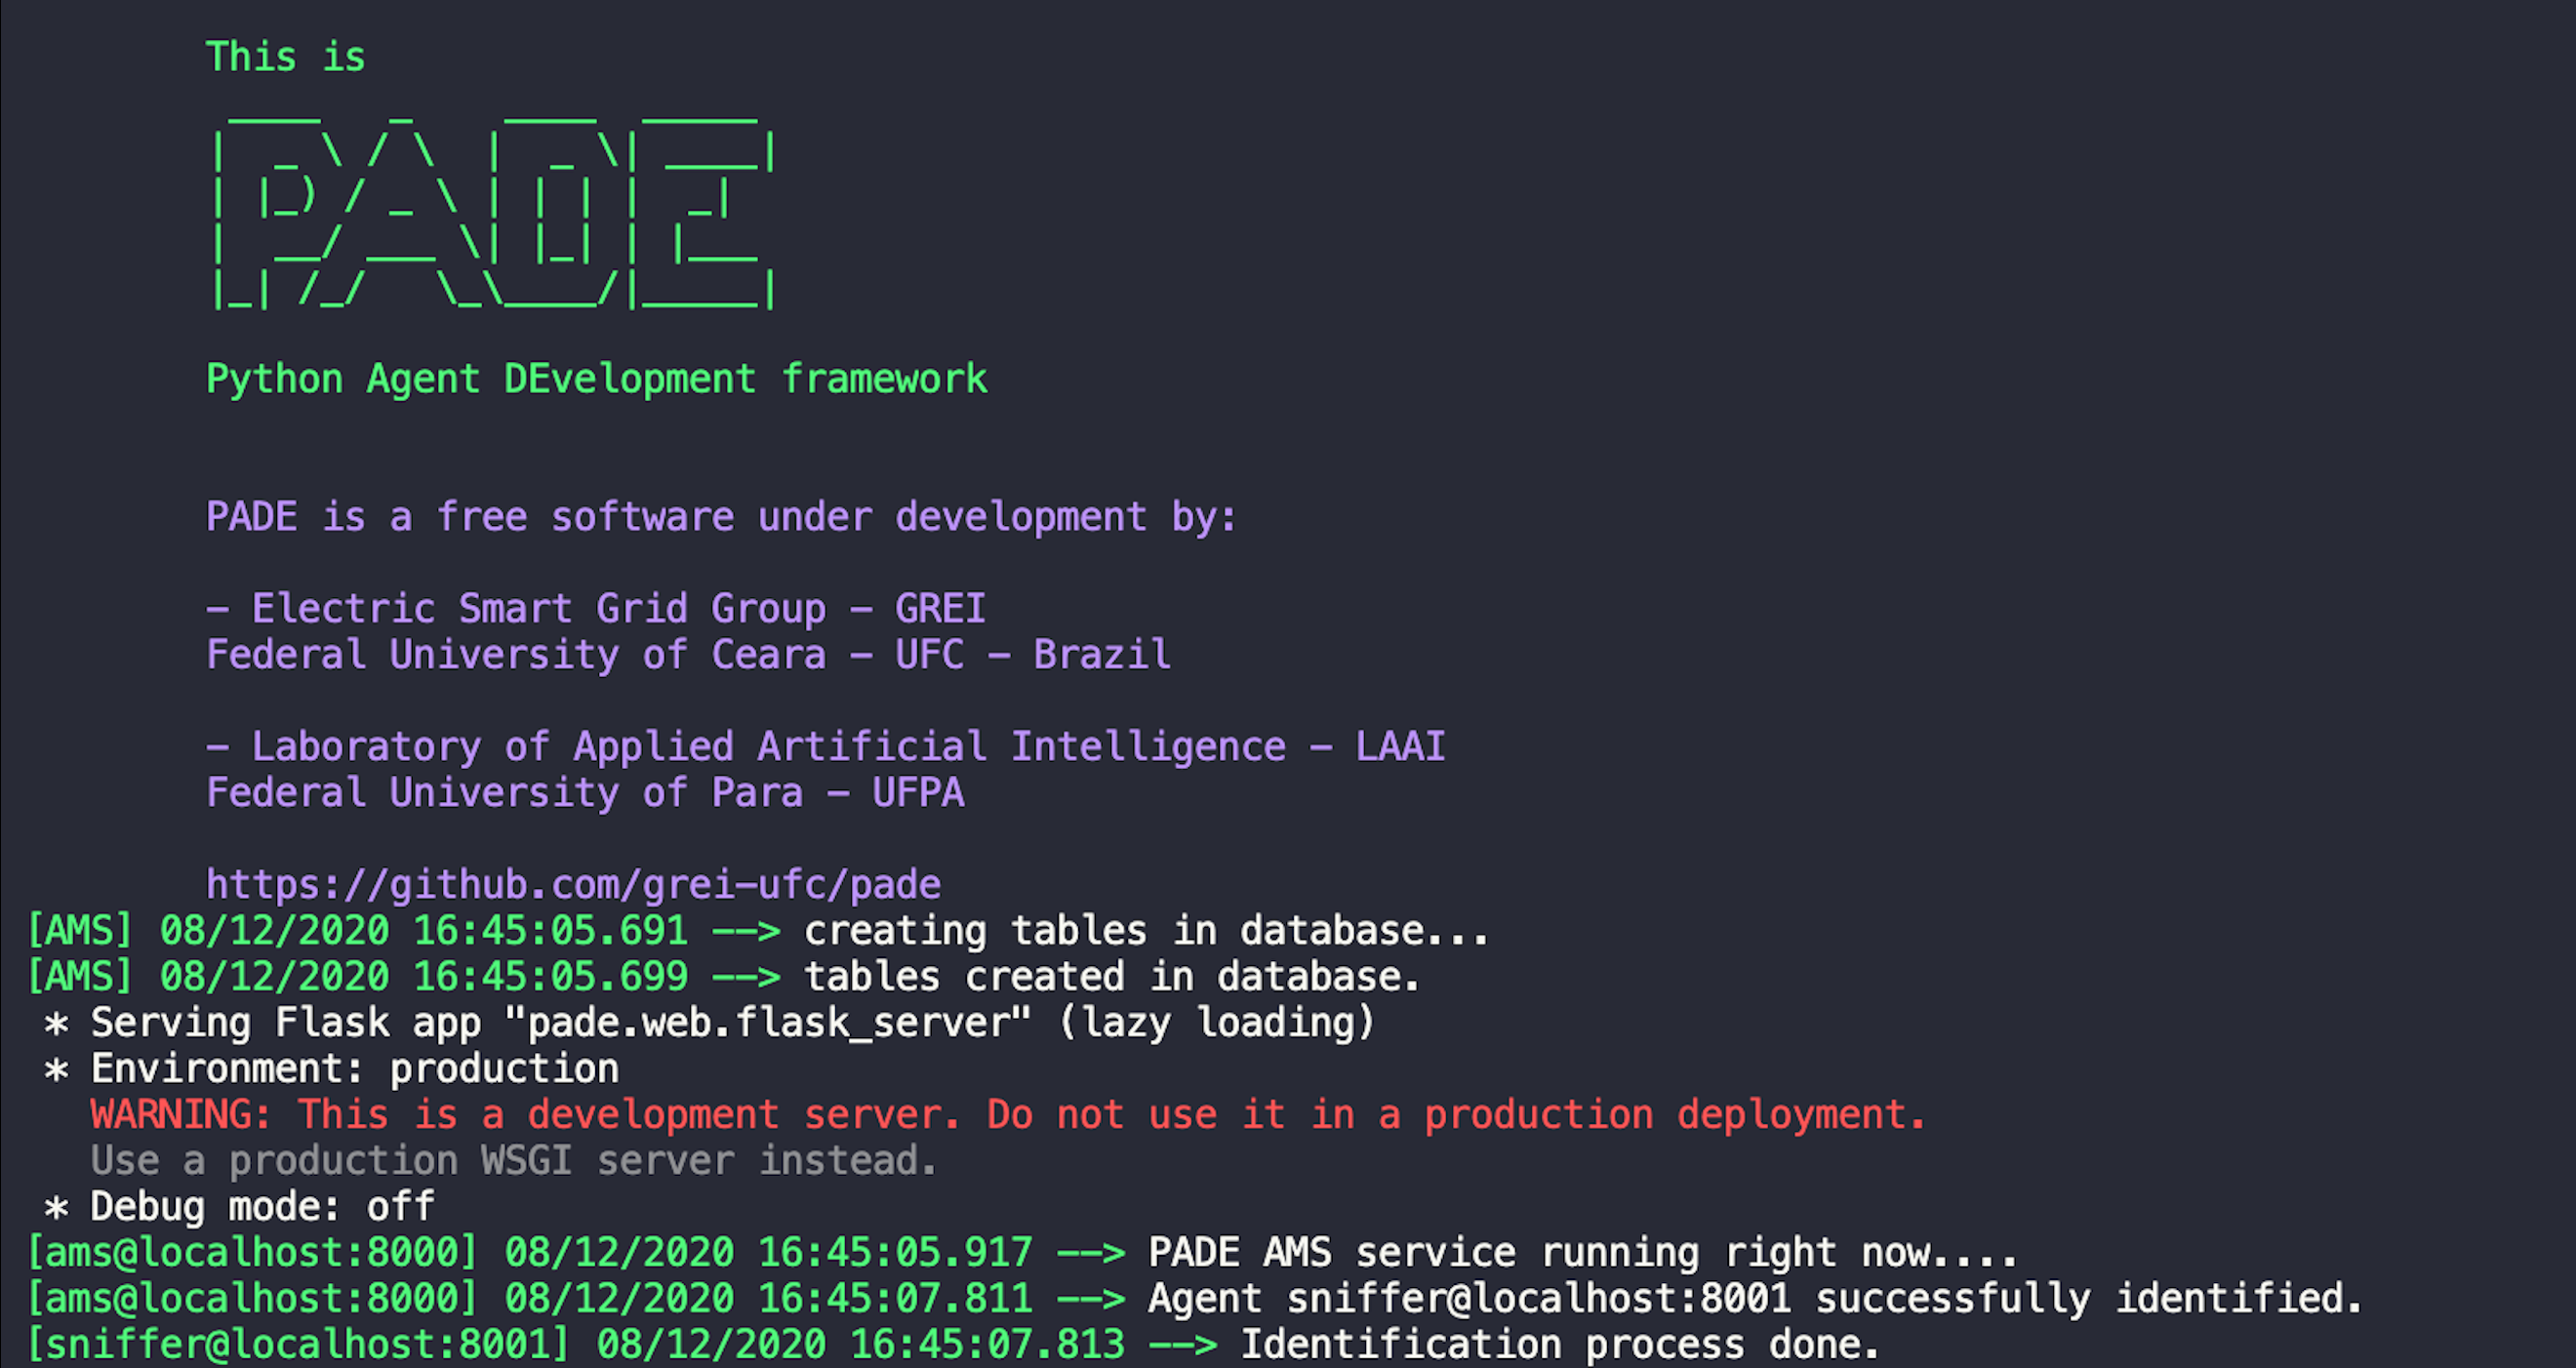 This is
PADE
Python Agent DEvelopment framework
PADE is a free software under development by:
- Electric Smart Grid Group - GREI
Federal University of Ceara - UFC - Brazil
- Laboratory of Applied Artificial Intelligence - LAAI
Federal University of Para - UFPA
https://github.com/grei-ufc/pade
[AMS] 08/12/2020 16:45:05.691 --> creating tables in database...
[AMS] 08/12/2020 16:45:05.699 --> tables created in database.
* Serving Flask app "pade.web.flask_server" (lazy loading)
* Environment: production
WARNING: This is a development server. Do not use it in a production deployment.
Use a production WSGI server instead.
* Debug mode: off
[ams@localhost:8000] 08/12/2020 16:45:05.917 --> PADE AMS service running right now....
[ams@localhost:8000] 08/12/2020 16:45:07.811 --> Agent sniffer@localhost:8001 successfully identified.
[sniffer@localhost:8001] 08/12/2020 16:45:07.813 --> Identification process done.